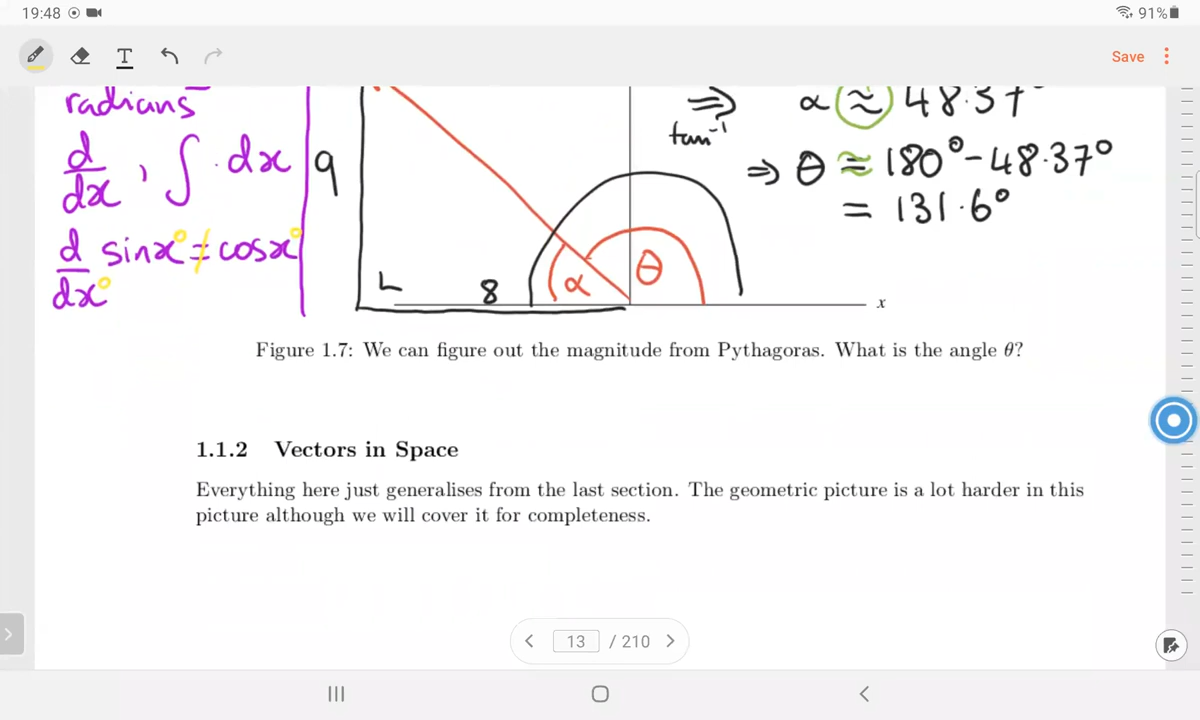 19:48
91%
T
Save
radians
d/dx , ∫ · dx
d/dx° sinx° ≠ cosx°
9
8
α
θ
x
⇒ tan⁻¹ α ≈ 48.37°
⇒ θ ≈ 180° - 48.37°
= 131.6°
Figure 1.7: We can figure out the magnitude from Pythagoras. What is the angle θ?
1.1.2 Vectors in Space
Everything here just generalises from the last section. The geometric picture is a lot harder in this
picture although we will cover it for completeness.
13 / 210